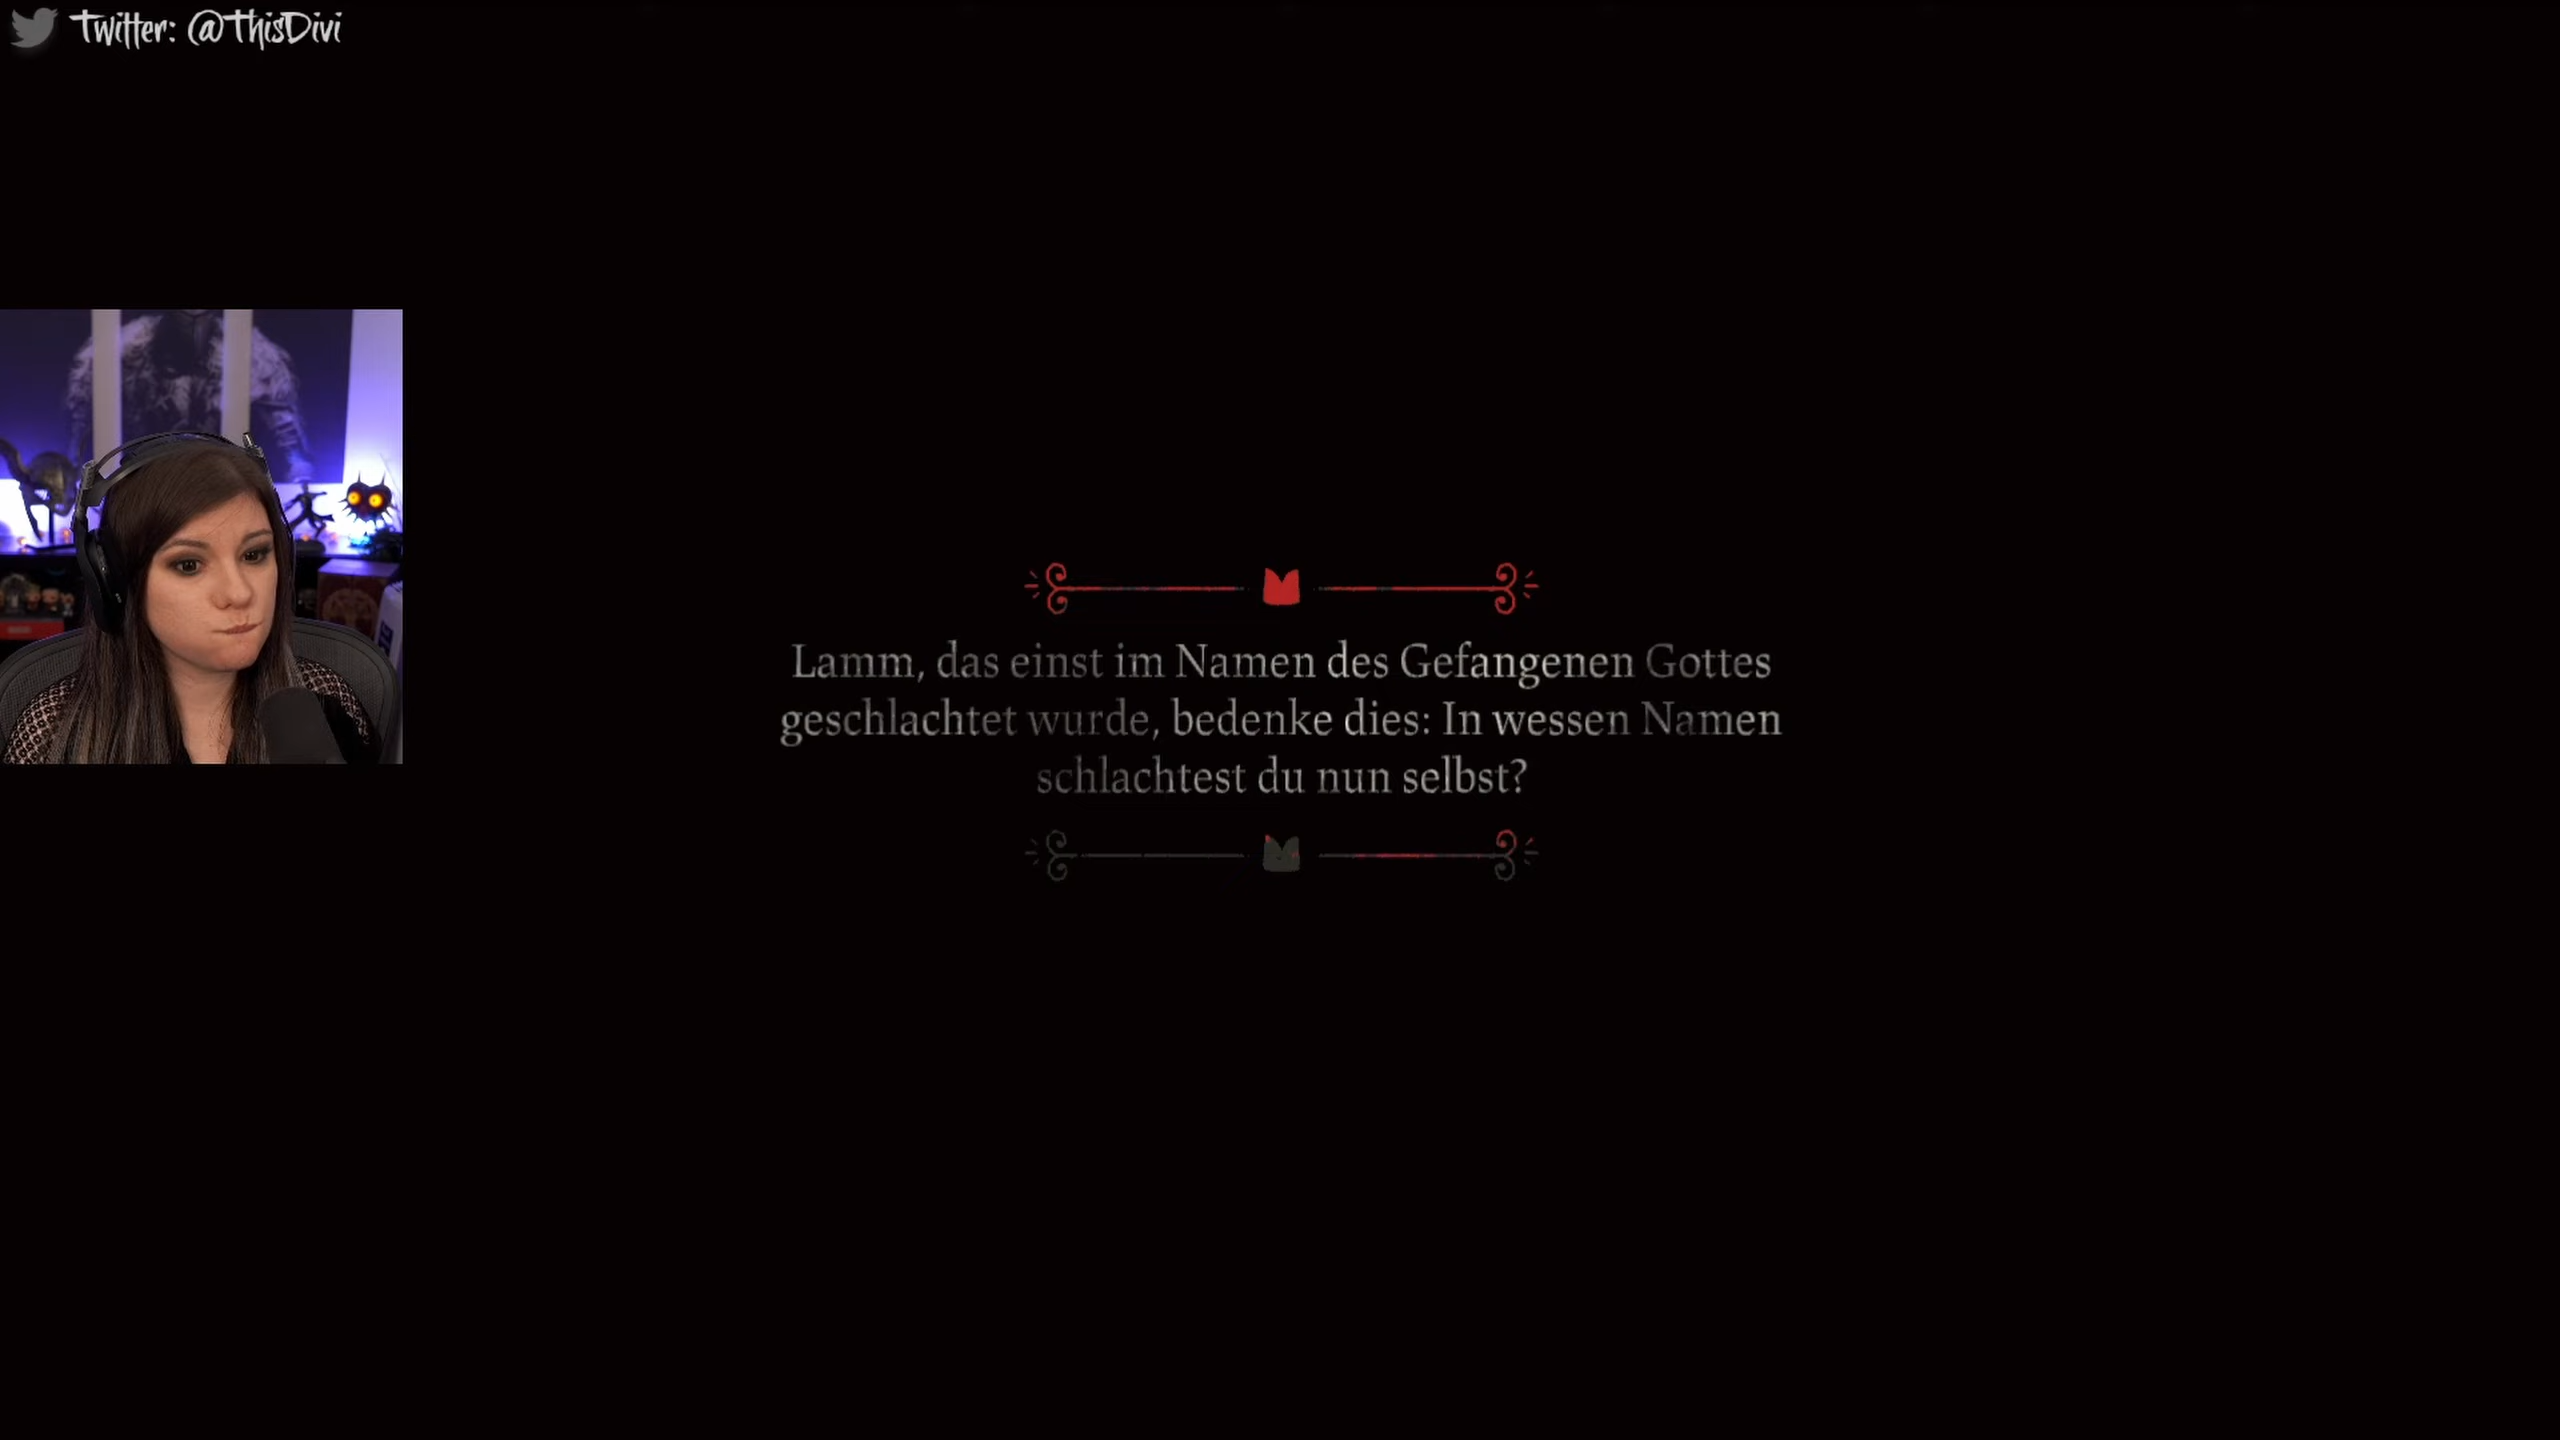 Twitter: @ThisDivi
Lamm, das einst im Namen des Gefangenen Gottes
geschlachtet wurde, bedenke dies: In wessen Namen
schlachtest du nun selbst?